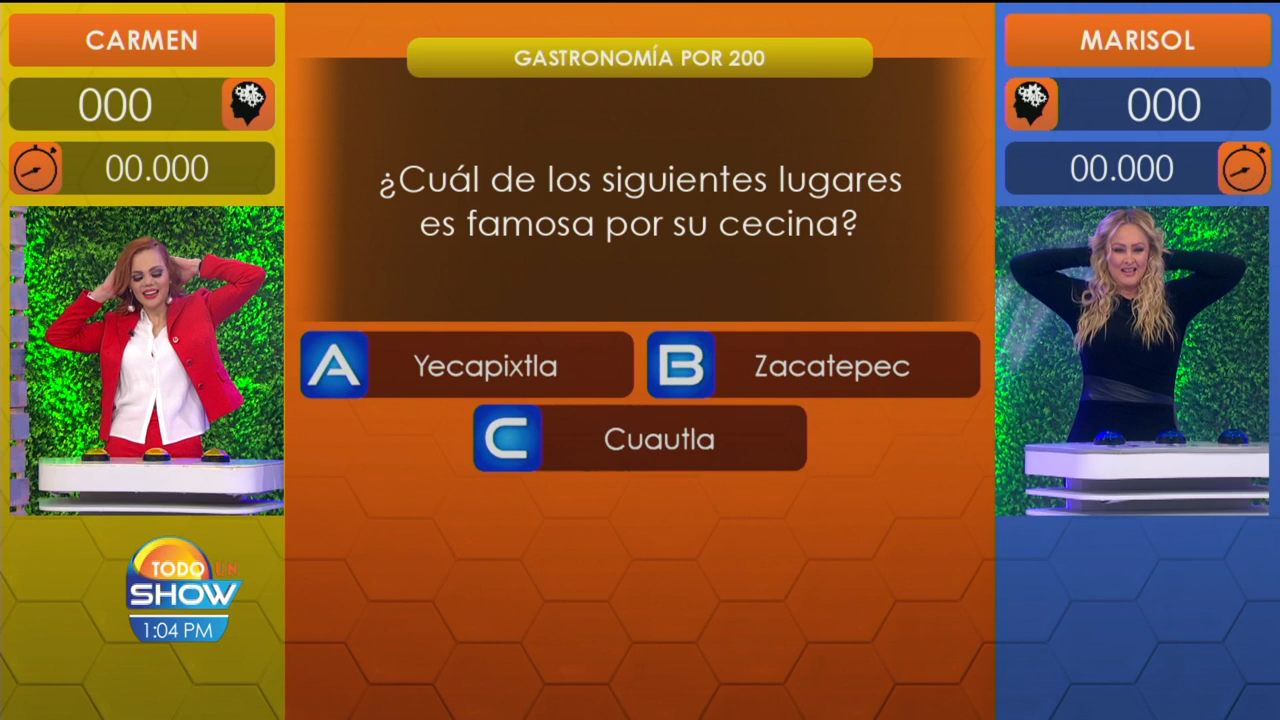 CARMEN
000
00.000
GASTRONOMÍA POR 200
¿Cuál de los siguientes lugares
es famosa por su cecina?
A Yecapixtla
B Zacatepec
C Cuautla
MARISOL
000
00.000
TODO UN
SHOW
1:04 PM